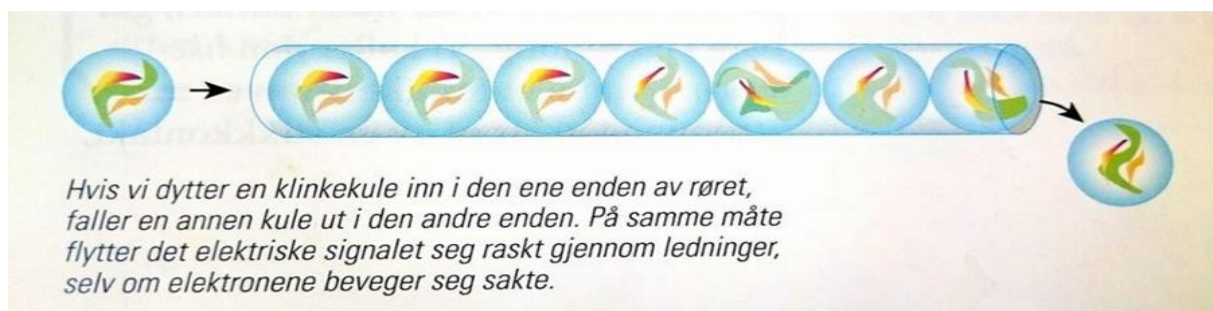 Hvis vi dytter en klinkekule inn i den ene enden av røret,
faller en annen kule ut i den andre enden. På samme måte
flytter det elektriske signalet seg raskt gjennom ledninger,
selv om elektronene beveger seg sakte.